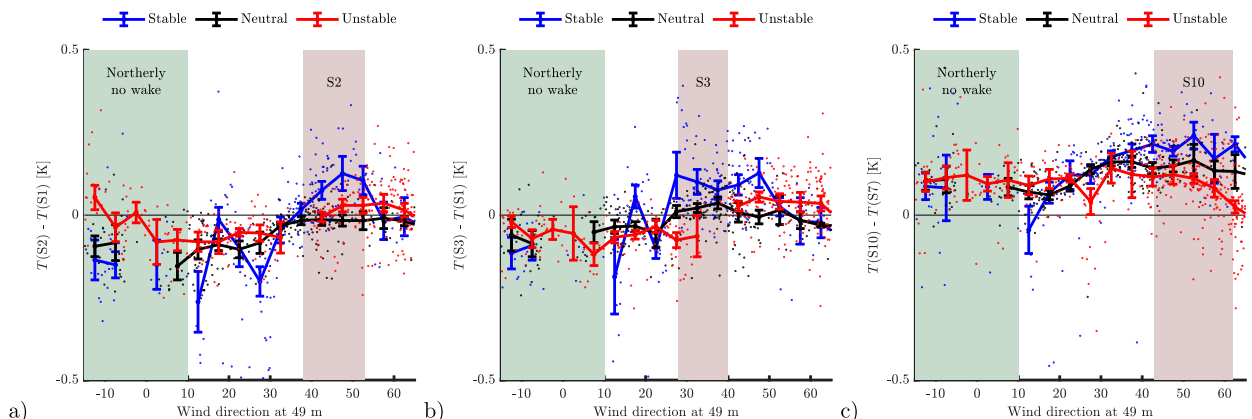 Stable Neutral Unstable
Northerly
no wake
S2
0.5
0
-0.5
T(S2) - T(S1) [K]
-10 0 10 20 30 40 50 60
Wind direction at 49 m
a)
Stable Neutral Unstable
Northerly
no wake
S3
0.5
0
-0.5
T(S3) - T(S1) [K]
-10 0 10 20 30 40 50 60
Wind direction at 49 m
b)
Stable Neutral Unstable
Northerly
no wake
S10
0.5
0
-0.5
T(S10) - T(S7) [K]
-10 0 10 20 30 40 50 60
Wind direction at 49 m
c)